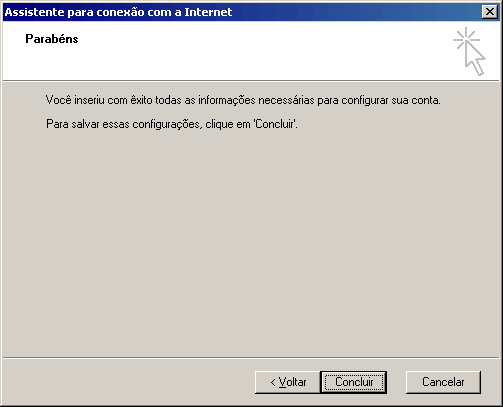 Assistente para conexão com a Internet
Parabéns
Você inseriu com êxito todas as informações necessárias para configurar sua conta.
Para salvar essas configurações, clique em 'Concluir'.
< Voltar
Concluir
Cancelar